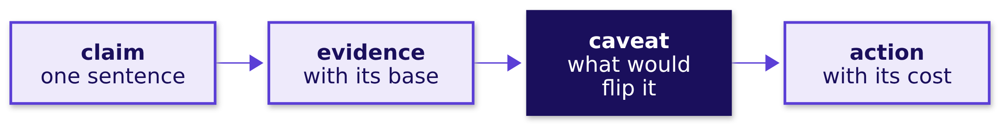 claim
one sentence
evidence
with its base
caveat
what would
flip it
action
with its cost